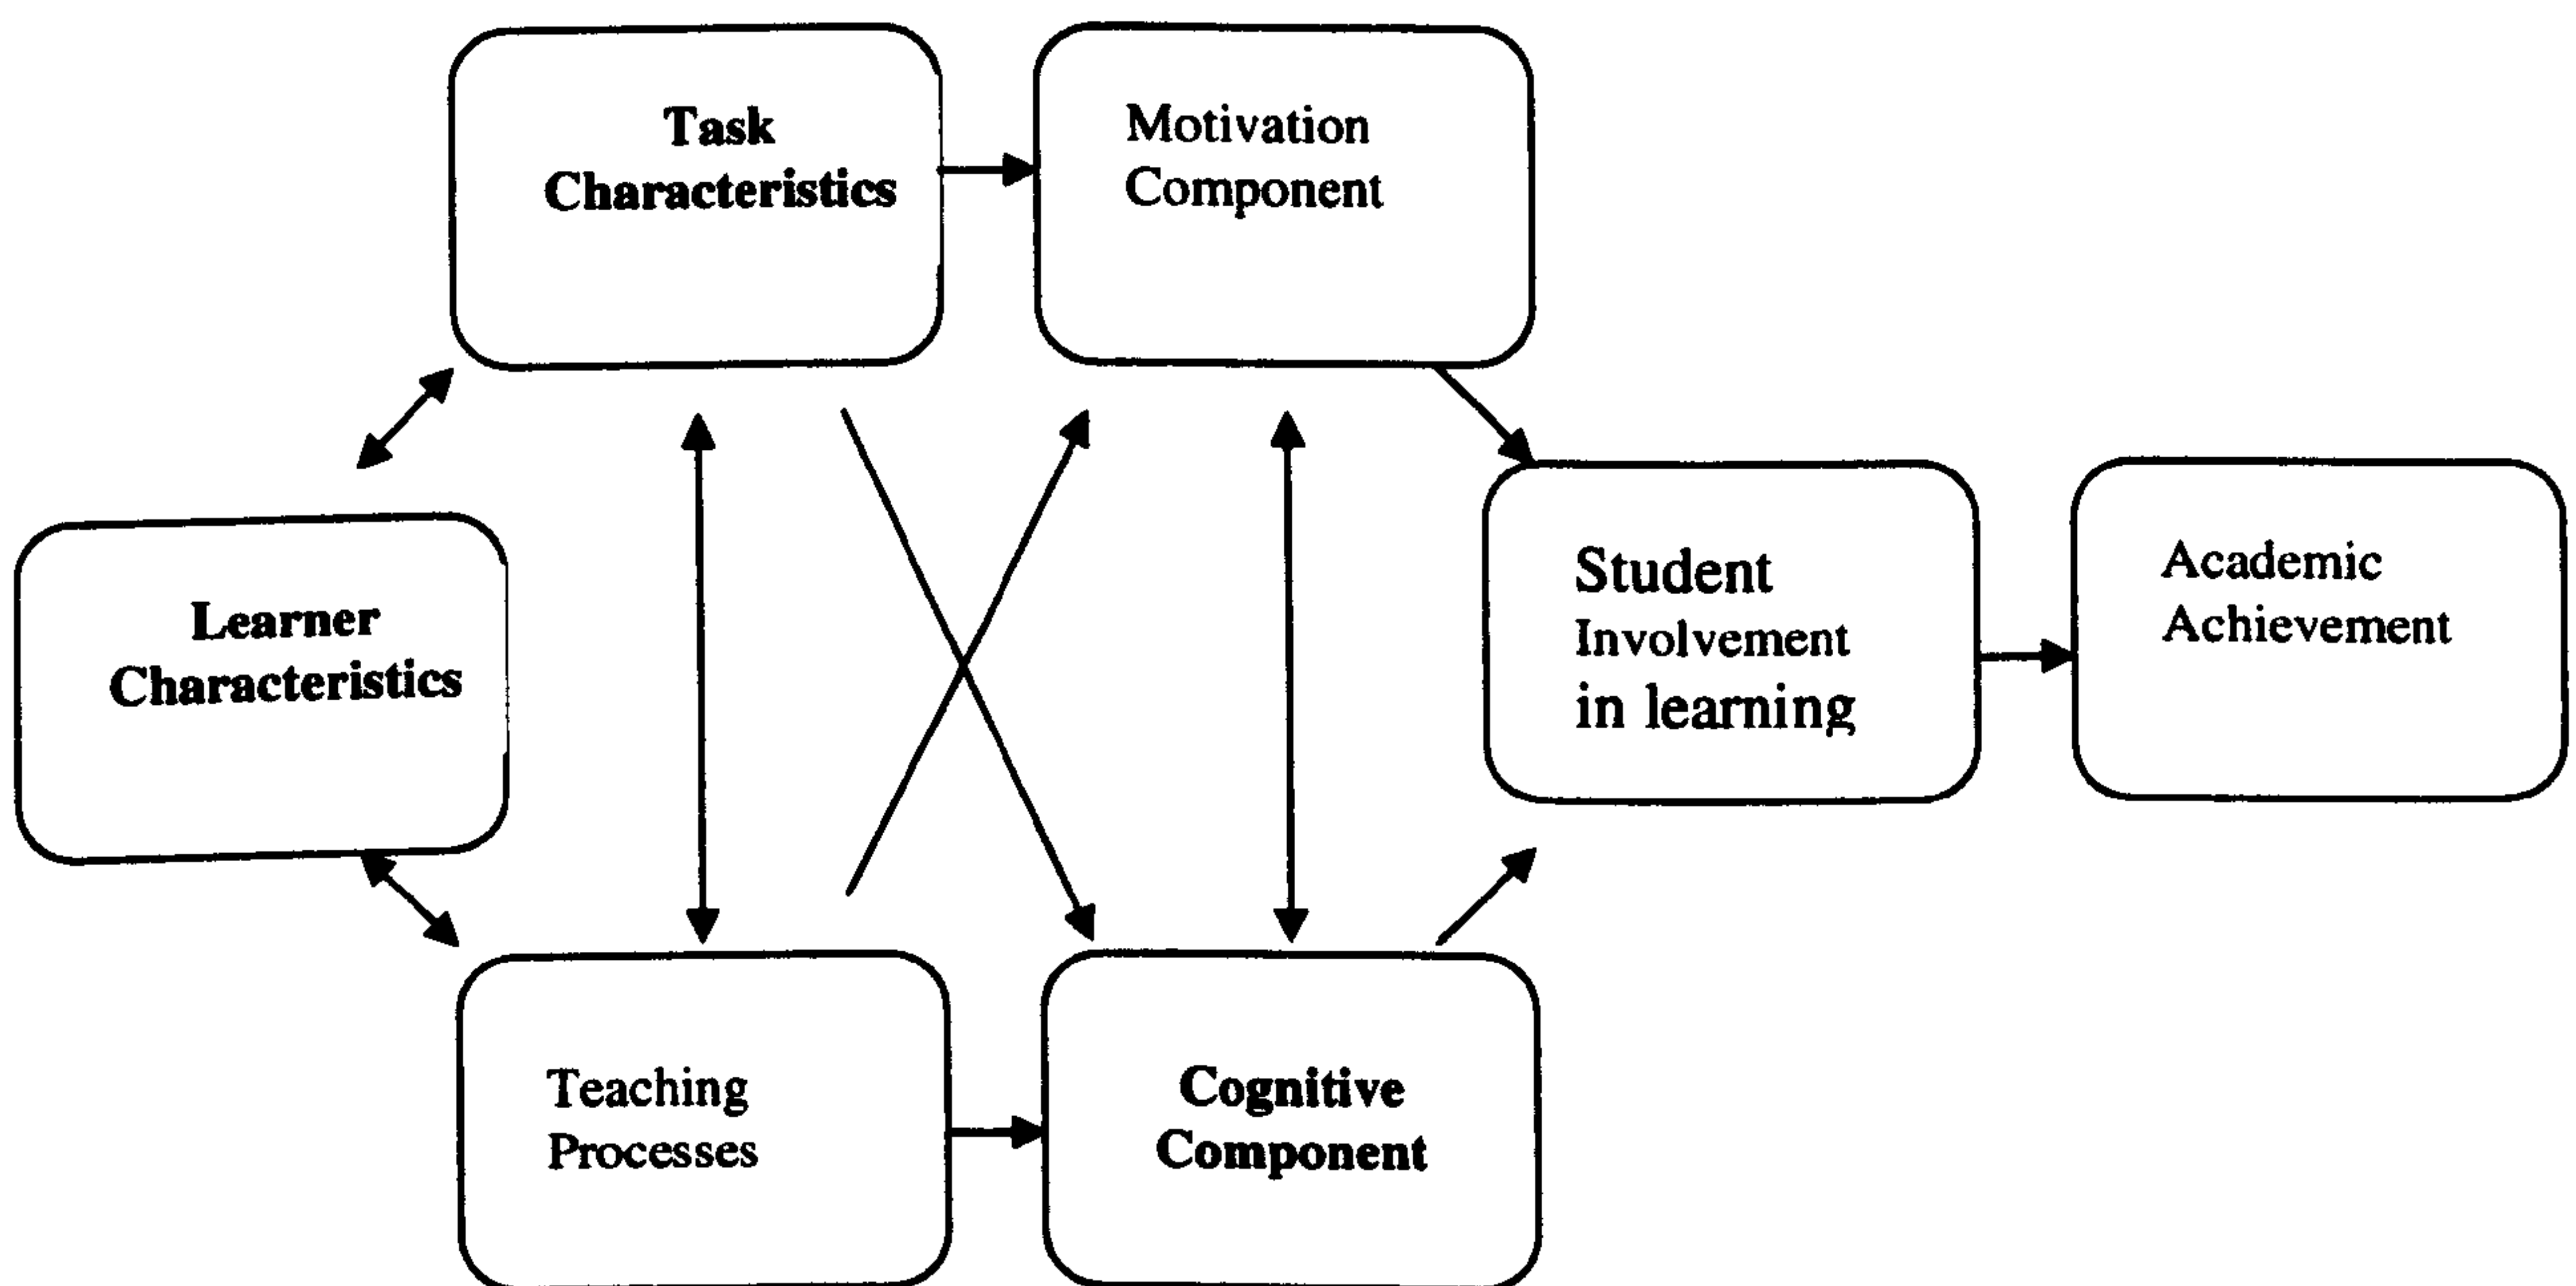 Task
Characteristics
Motivation
Component
Learner
Characteristics
Student
Involvement
in learning
Academic
Achievement
Teaching
Processes
Cognitive
Component